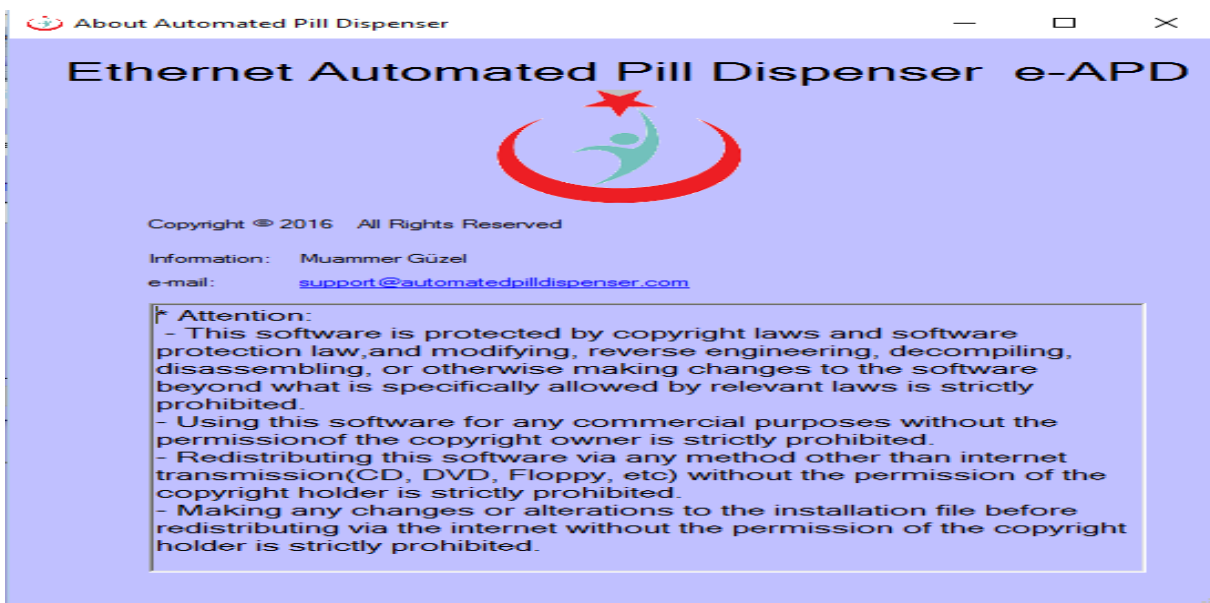 About Automated Pill Dispenser
Ethernet Automated Pill Dispenser e-APD
Copyright © 2016 All Rights Reserved
Information: Muammer Güzel
e-mail: support@automatedpilldispenser.com
* Attention:
- This software is protected by copyright laws and software
protection law,and modifying, reverse engineering, decompiling,
disassembling, or otherwise making changes to the software
beyond what is specifically allowed by relevant laws is strictly
prohibited.
- Using this software for any commercial purposes without the
permissionof the copyright owner is strictly prohibited.
- Redistributing this software via any method other than internet
transmission(CD, DVD, Floppy, etc) without the permission of the
copyright holder is strictly prohibited.
- Making any changes or alterations to the installation file before
redistributing via the internet without the permission of the copyright
holder is strictly prohibited.